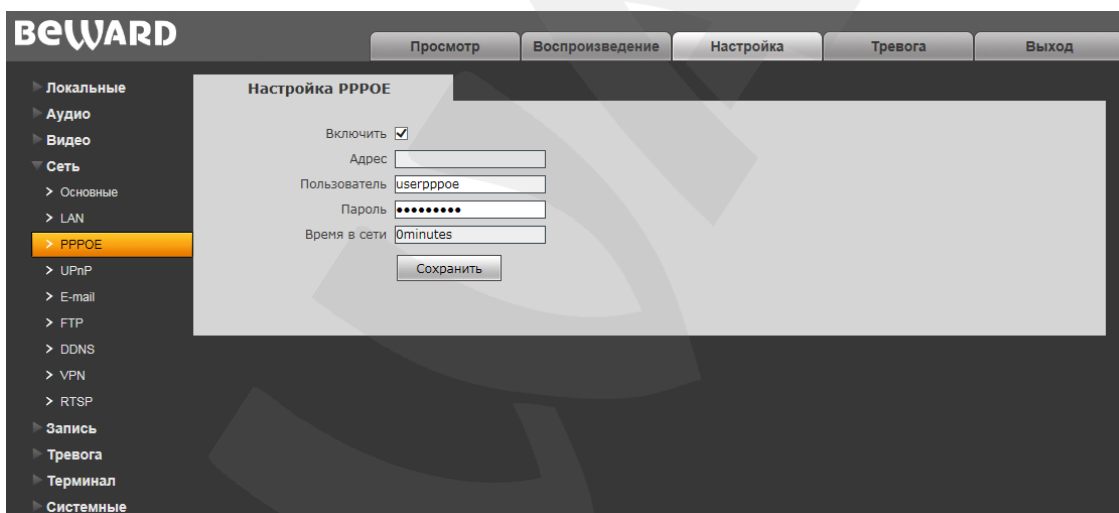 BEWARD
Просмотр Воспроизведение Настройка Тревога Выход
Локальные
Аудио
Видео
Сеть
> Основные
> LAN
> PPPOE
> UPnP
> E-mail
> FTP
> DDNS
> VPN
> RTSP
Запись
Тревога
Терминал
Системные
Настройка PPPOE
Включить
Адрес
Пользователь userpppoe
Пароль •••••••••
Время в сети 0minutes
Сохранить